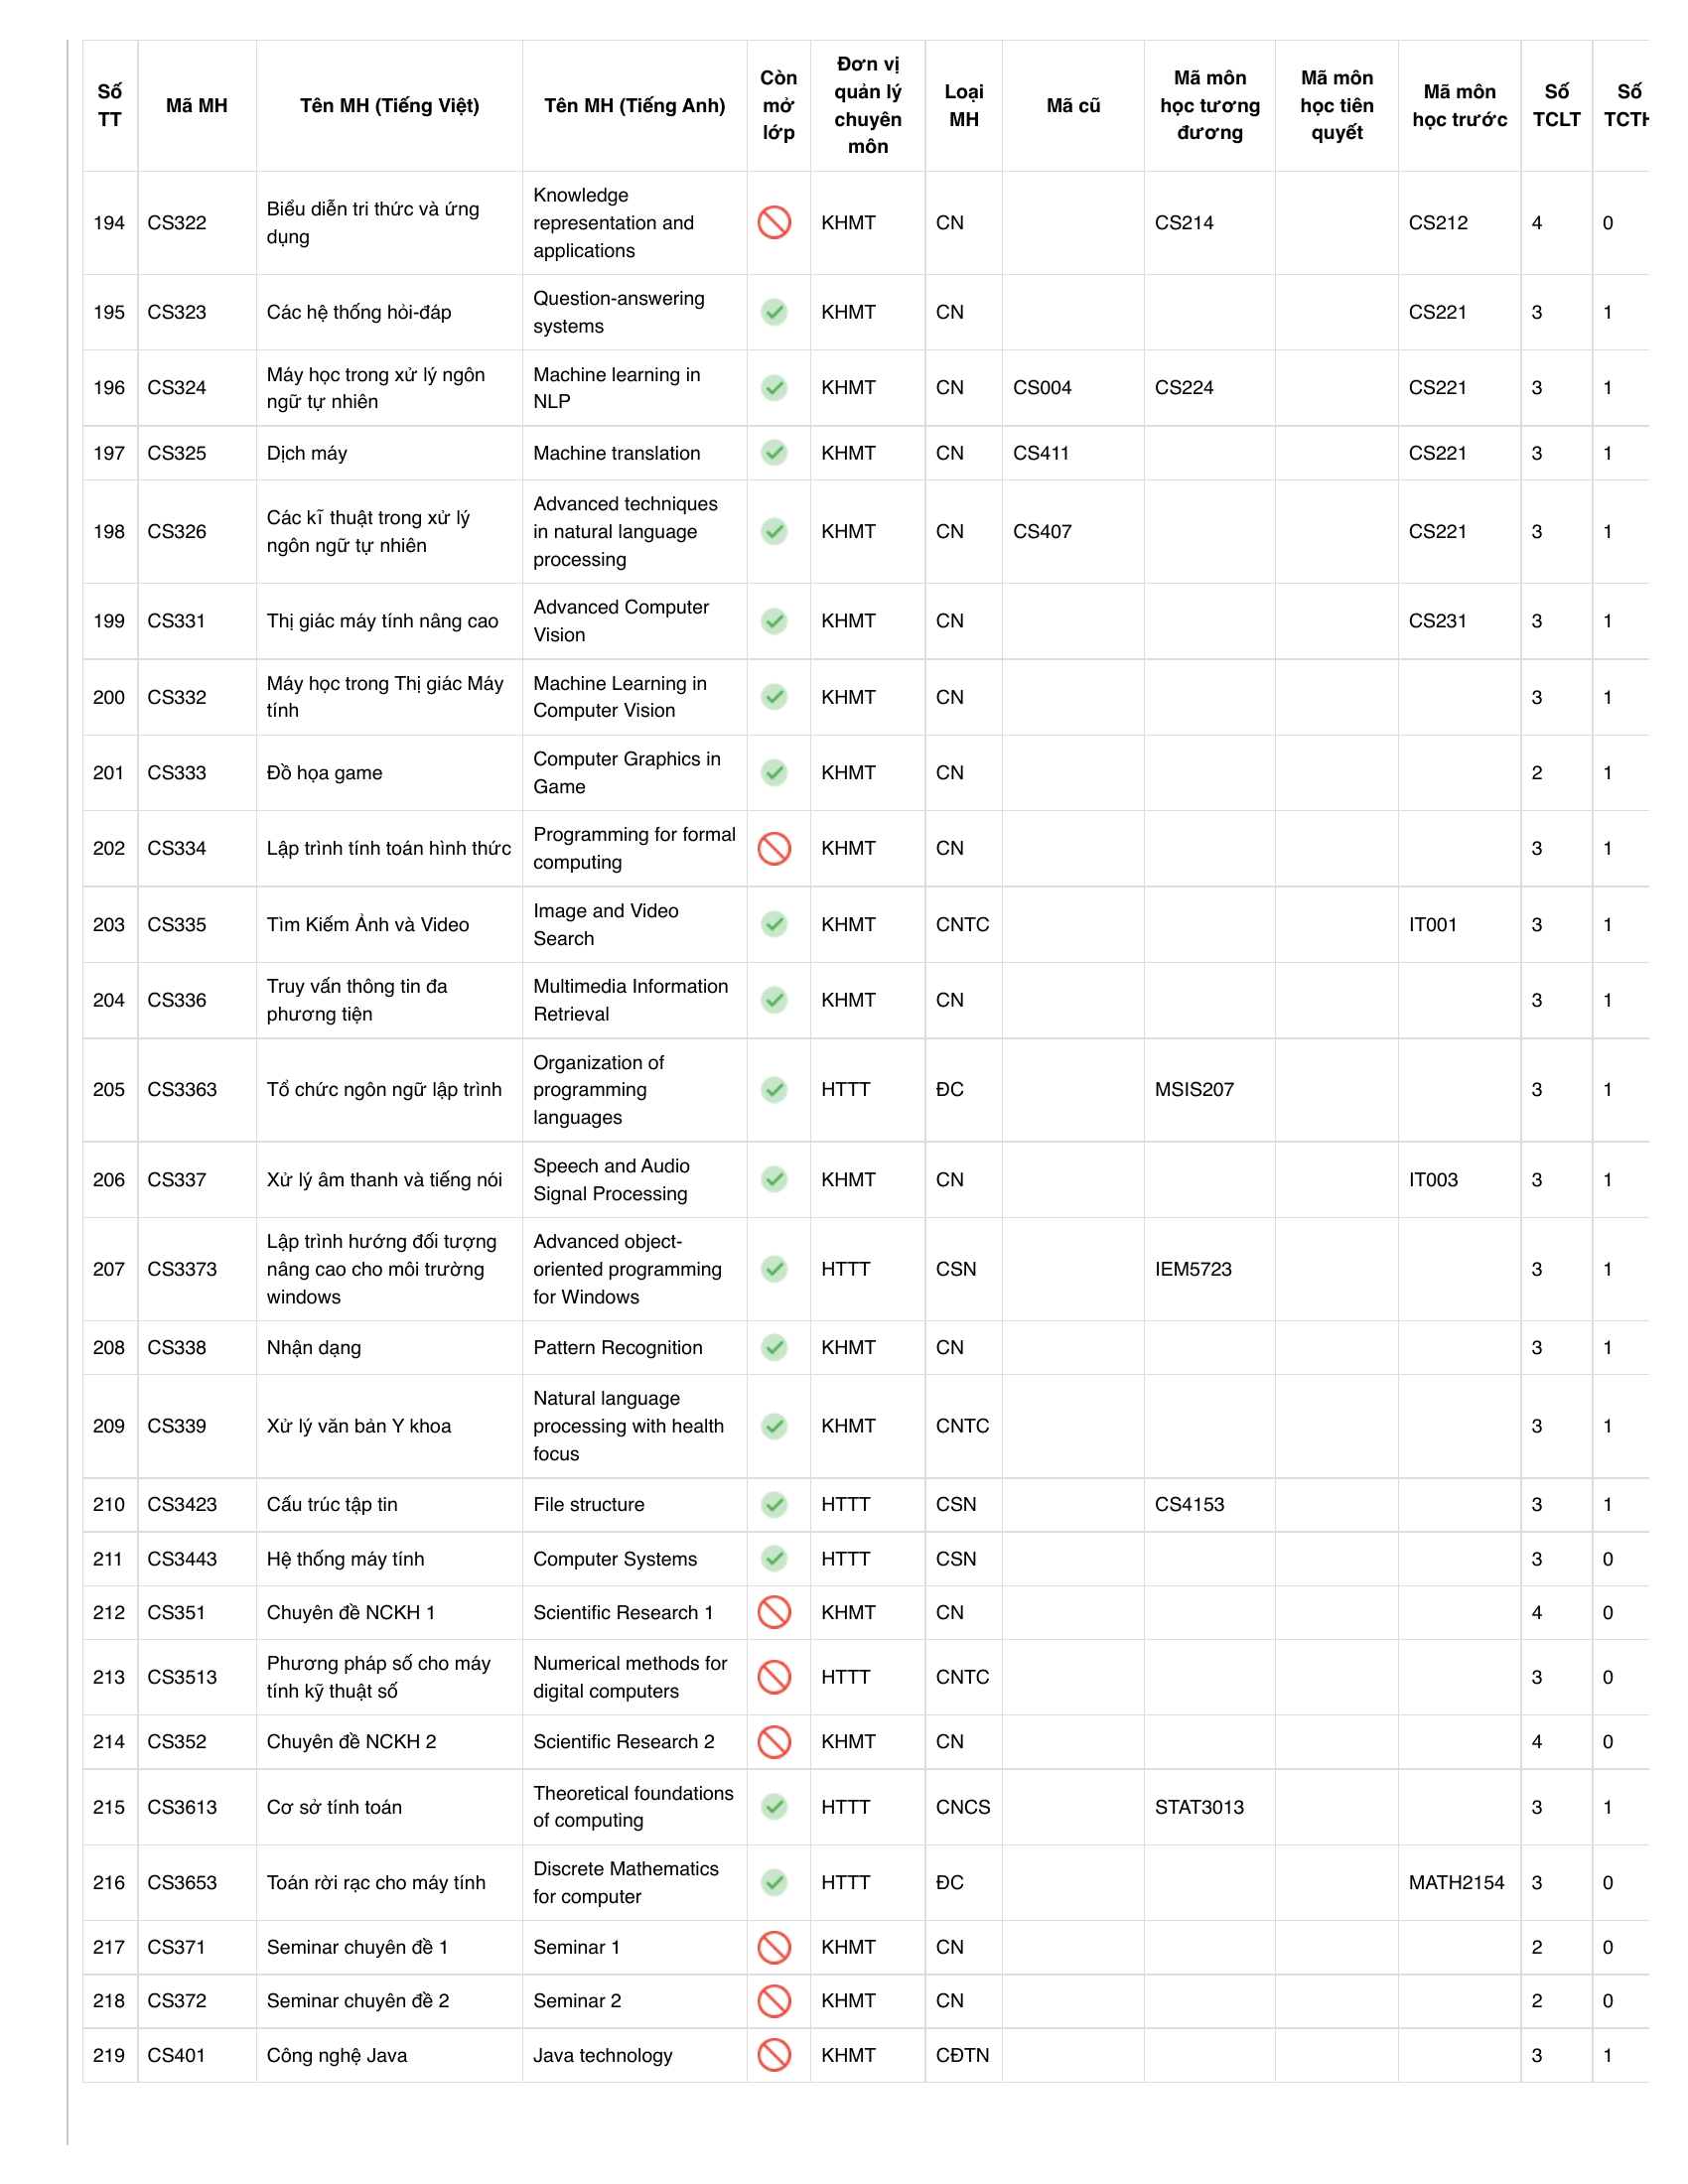 Số TT | Mã MH | Tên MH (Tiếng Việt) | Tên MH (Tiếng Anh) | Còn mở lớp | Đơn vị quản lý chuyên môn | Loại MH | Mã cũ | Mã môn học tương đương | Mã môn học tiên quyết | Mã môn học trước | Số TCLT | Số TCTH
194 | CS322 | Biểu diễn tri thức và ứng dụng | Knowledge representation and applications | KHMT | CN | CS214 | CS212 | 4 | 0
195 | CS323 | Các hệ thống hỏi-đáp | Question-answering systems | KHMT | CN | CS221 | 3 | 1
196 | CS324 | Máy học trong xử lý ngôn ngữ tự nhiên | Machine learning in NLP | KHMT | CN | CS004 | CS224 | CS221 | 3 | 1
197 | CS325 | Dịch máy | Machine translation | KHMT | CN | CS411 | CS221 | 3 | 1
198 | CS326 | Các kĩ thuật trong xử lý ngôn ngữ tự nhiên | Advanced techniques in natural language processing | KHMT | CN | CS407 | CS221 | 3 | 1
199 | CS331 | Thị giác máy tính nâng cao | Advanced Computer Vision | KHMT | CN | CS231 | 3 | 1
200 | CS332 | Máy học trong Thị giác Máy tính | Machine Learning in Computer Vision | KHMT | CN | 3 | 1
201 | CS333 | Đồ họa game | Computer Graphics in Game | KHMT | CN | 2 | 1
202 | CS334 | Lập trình tính toán hình thức | Programming for formal computing | KHMT | CN | 3 | 1
203 | CS335 | Tìm Kiếm Ảnh và Video | Image and Video Search | KHMT | CNTC | IT001 | 3 | 1
204 | CS336 | Truy vấn thông tin đa phương tiện | Multimedia Information Retrieval | KHMT | CN | 3 | 1
205 | CS3363 | Tổ chức ngôn ngữ lập trình | Organization of programming languages | HTTT | ĐC | MSIS207 | 3 | 1
206 | CS337 | Xử lý âm thanh và tiếng nói | Speech and Audio Signal Processing | KHMT | CN | IT003 | 3 | 1
207 | CS3373 | Lập trình hướng đối tượng nâng cao cho môi trường windows | Advanced object-oriented programming for Windows | HTTT | CSN | IEM5723 | 3 | 1
208 | CS338 | Nhận dạng | Pattern Recognition | KHMT | CN | 3 | 1
209 | CS339 | Xử lý văn bản Y khoa | Natural language processing with health focus | KHMT | CNTC | 3 | 1
210 | CS3423 | Cấu trúc tập tin | File structure | HTTT | CSN | CS4153 | 3 | 1
211 | CS3443 | Hệ thống máy tính | Computer Systems | HTTT | CSN | 3 | 0
212 | CS351 | Chuyên đề NCKH 1 | Scientific Research 1 | KHMT | CN | 4 | 0
213 | CS3513 | Phương pháp số cho máy tính kỹ thuật số | Numerical methods for digital computers | HTTT | CNTC | 3 | 0
214 | CS352 | Chuyên đề NCKH 2 | Scientific Research 2 | KHMT | CN | 4 | 0
215 | CS3613 | Cơ sở tính toán | Theoretical foundations of computing | HTTT | CNCS | STAT3013 | 3 | 1
216 | CS3653 | Toán rời rạc cho máy tính | Discrete Mathematics for computer | HTTT | ĐC | MATH2154 | 3 | 0
217 | CS371 | Seminar chuyên đề 1 | Seminar 1 | KHMT | CN | 2 | 0
218 | CS372 | Seminar chuyên đề 2 | Seminar 2 | KHMT | CN | 2 | 0
219 | CS401 | Công nghệ Java | Java technology | KHMT | CĐTN | 3 | 1